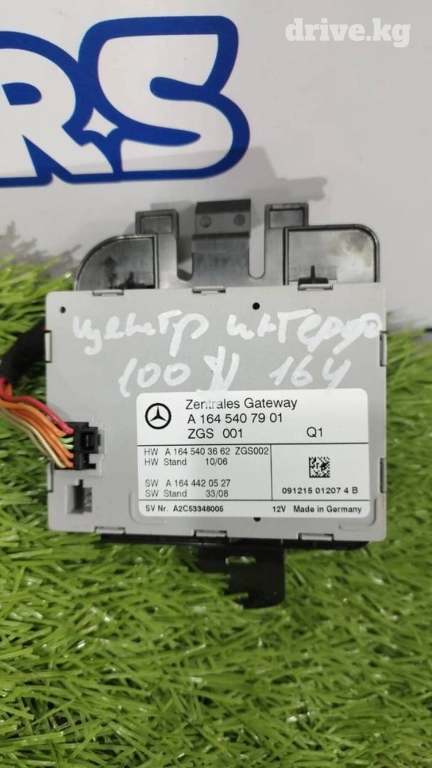 drive.kg
RS
центр интерф
100 164
Zentrales Gateway
A 164 540 79 01
ZGS 001 Q1
HW A 164 540 36 62 ZGS002
HW Stand 10/06
SW A 164 442 05 27
SW Stand 33/08
091215 01207 4 B
SV Nr. A2C53348005 12V Made in Germany